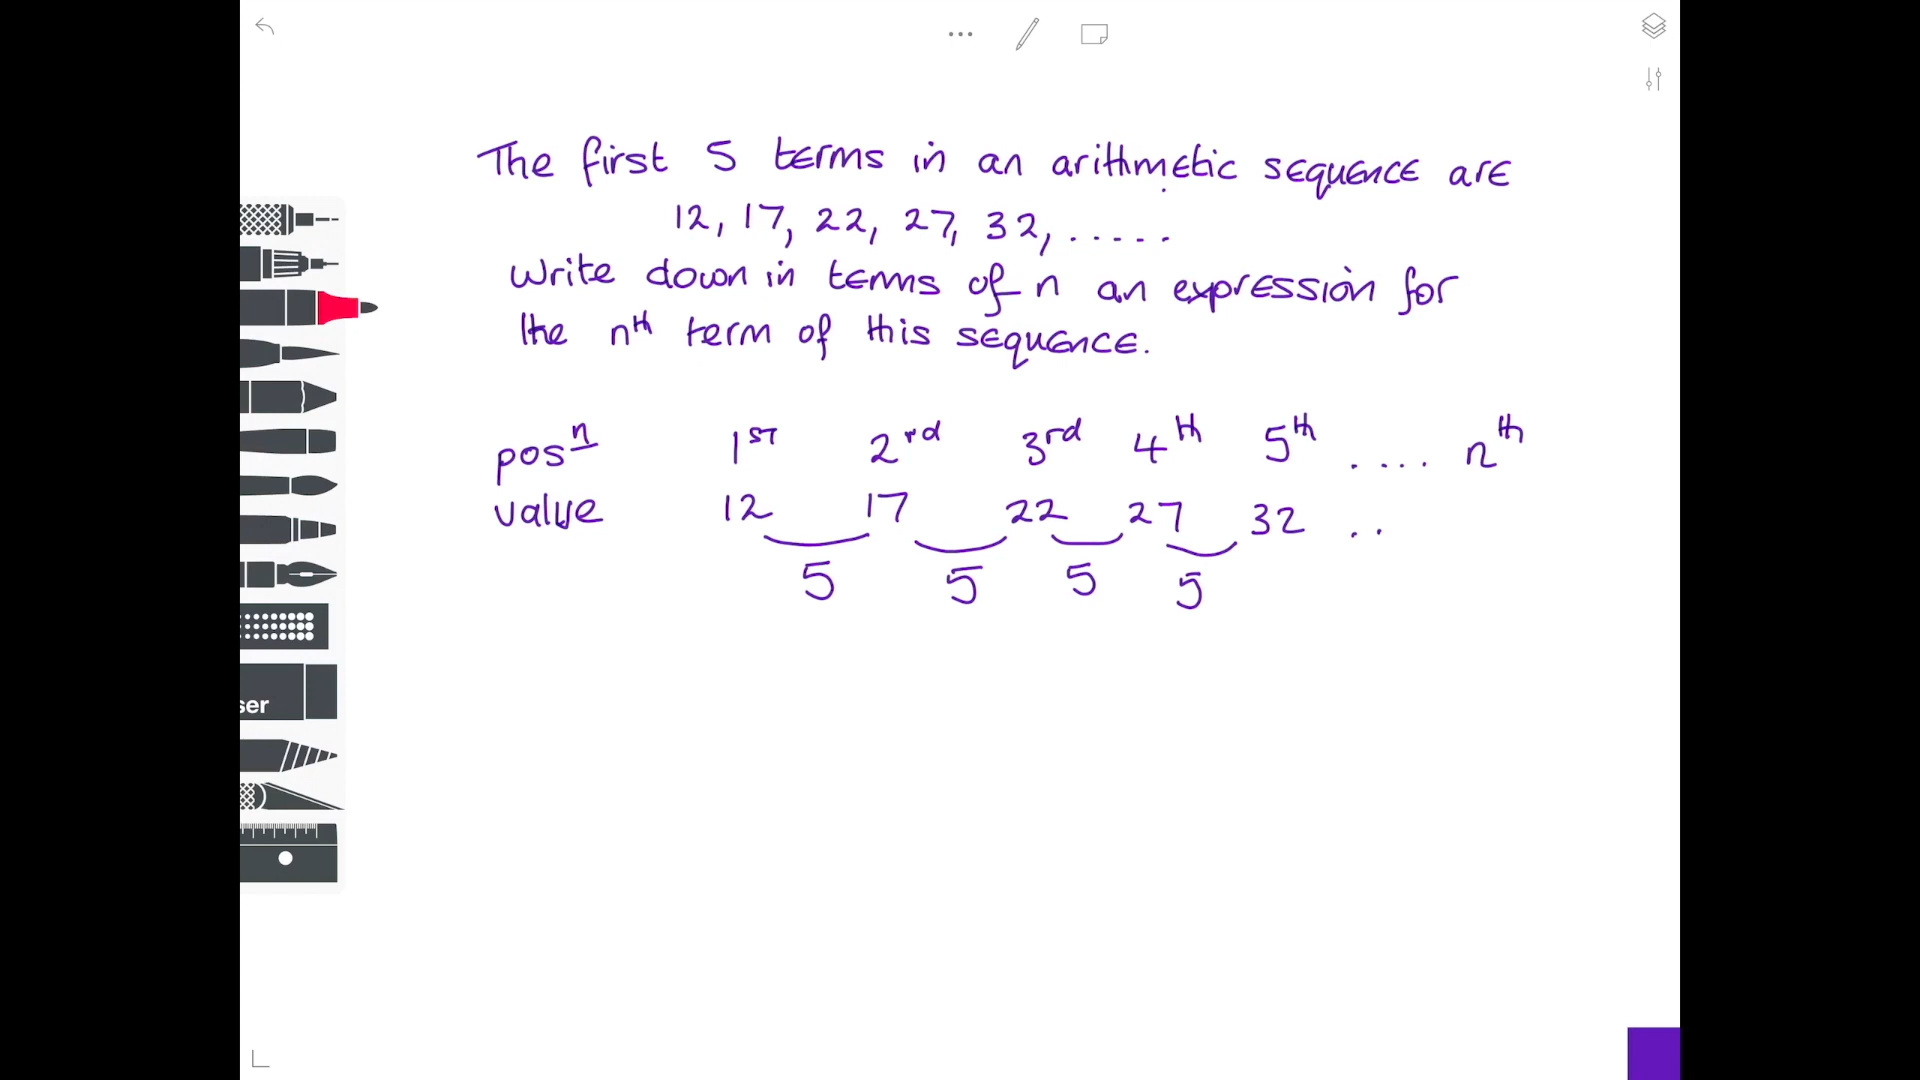 The first 5 terms in an arithmetic sequence are
12, 17, 22, 27, 32, .....
Write down in terms of n an expression for
the nth term of this sequence.
posn 1ST 2rd 3rd 4th 5th .... nth
value 12 17 22 27 32 ..
5 5 5 5
ser